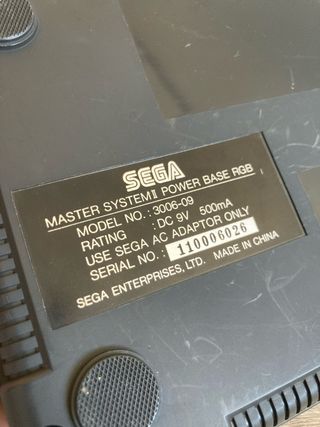 SEGA
MASTER SYSTEM II POWER BASE RGB
MODEL NO. : 3006-09
RATING : DC 9V 500mA
USE SEGA AC ADAPTOR ONLY
SERIAL NO. : 110006026
SEGA ENTERPRISES, LTD. MADE IN CHINA